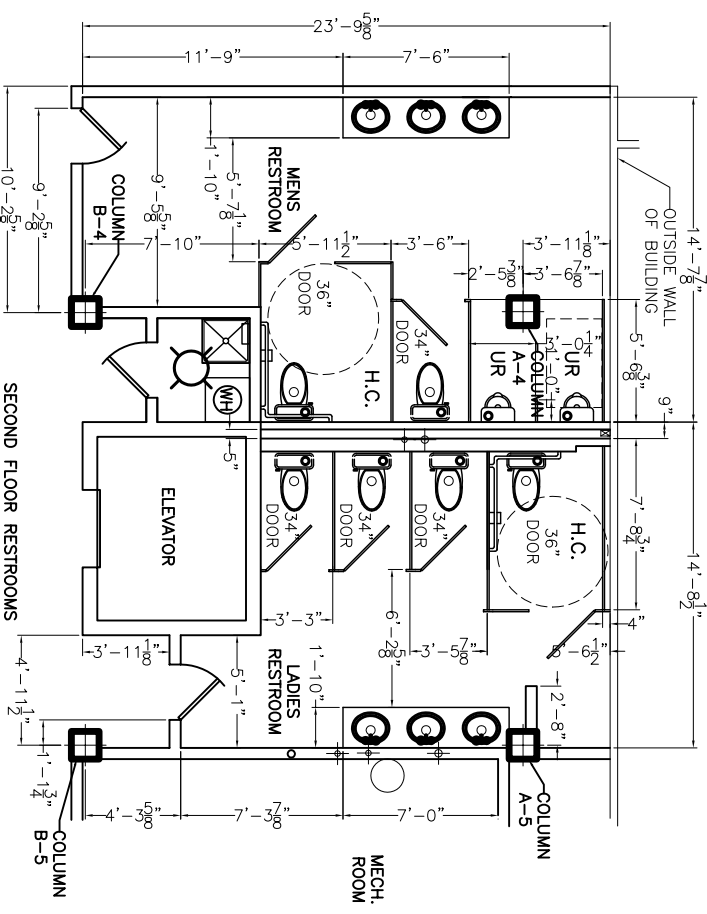 23'-9 5/8"
11'-9"
7'-6"
OUTSIDE WALL
OF BUILDING
14'-7 7/8"
14'-8 1/2"
10'-2 5/8"
9'-2 5/8"
9'-5 5/8"
COLUMN
B-4
7'-10"
5'-7 1/8"
1'-10"
MENS
RESTROOM
5'-11 1/2"
3'-6"
2'-5 3/8"
3'-11 1/8"
3'-6 7/8"
5'-6 3/8"
9"
36"
DOOR
H.C.
34"
DOOR
3'-0 1/4"
1'-0"
UR
COLUMN
A-4
UR
WH
5"
SECOND FLOOR RESTROOMS
ELEVATOR
34"
DOOR
34"
DOOR
34"
DOOR
H.C.
36"
DOOR
7'-8 3/4"
4"
3'-3"
6'-2 5/8"
3'-5 7/8"
5'-6 1/2"
3'-11 1/8"
4'-11 1/2"
5'-1"
LADIES
RESTROOM
1'-10"
2'-8"
1'-1 3/4"
4'-3 5/8"
7'-3 7/8"
7'-0"
COLUMN
A-5
COLUMN
B-5
MECH.
ROOM